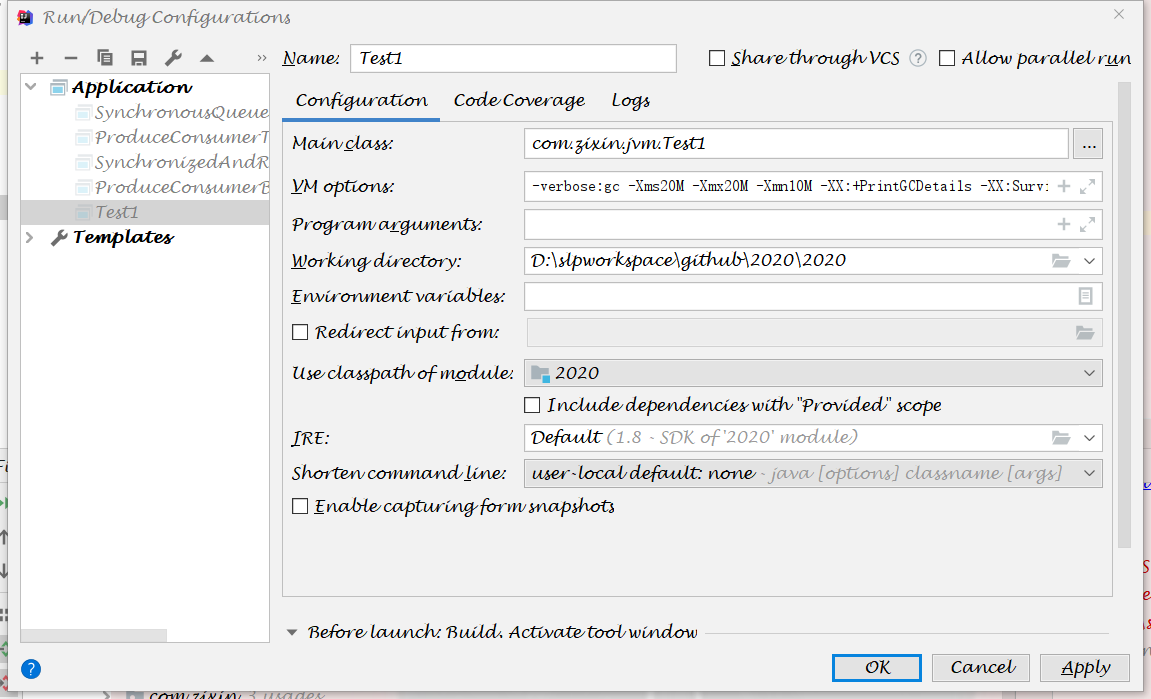 Run/Debug Configurations
Name: Test1
Share through VCS
Allow parallel run
Application
SynchronousQueue
ProduceConsumerT
SynchronizedAndR
ProduceConsumerB
Test1
Templates
Configuration Code Coverage Logs
Main class: com.zixin.jvm.Test1 ...
VM options: -verbose:gc -Xms20M -Xmx20M -Xmn10M -XX:+PrintGCDetails -XX:Surv:
Program arguments:
Working directory: D:\slpworkspace\github\2020\2020
Environment variables:
Redirect input from:
Use classpath of module: 2020
Include dependencies with "Provided" scope
JRE: Default (1.8 - SDK of '2020' module)
Shorten command line: user-local default: none - java [options] classname [args]
Enable capturing form snapshots
Before launch: Build, Activate tool window
OK Cancel Apply
com.zixin 3 usages